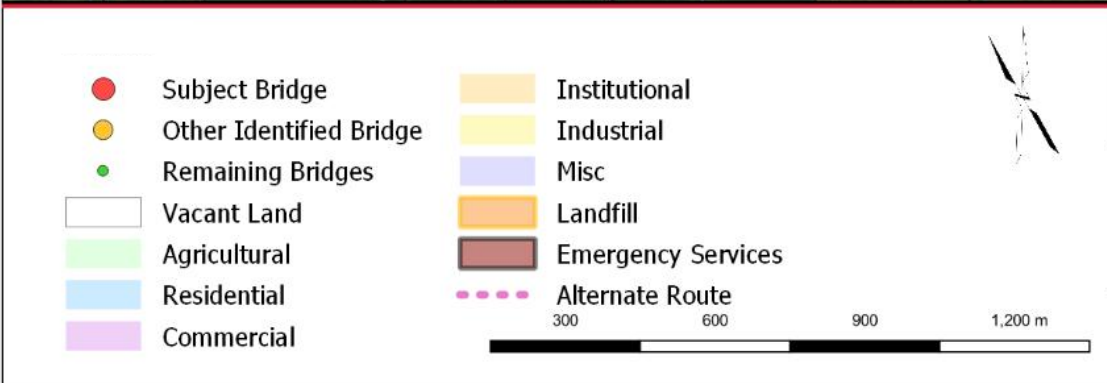 Subject Bridge
Other Identified Bridge
Remaining Bridges
Vacant Land
Agricultural
Residential
Commercial
Institutional
Industrial
Misc
Landfill
Emergency Services
Alternate Route
300 600 900 1,200 m